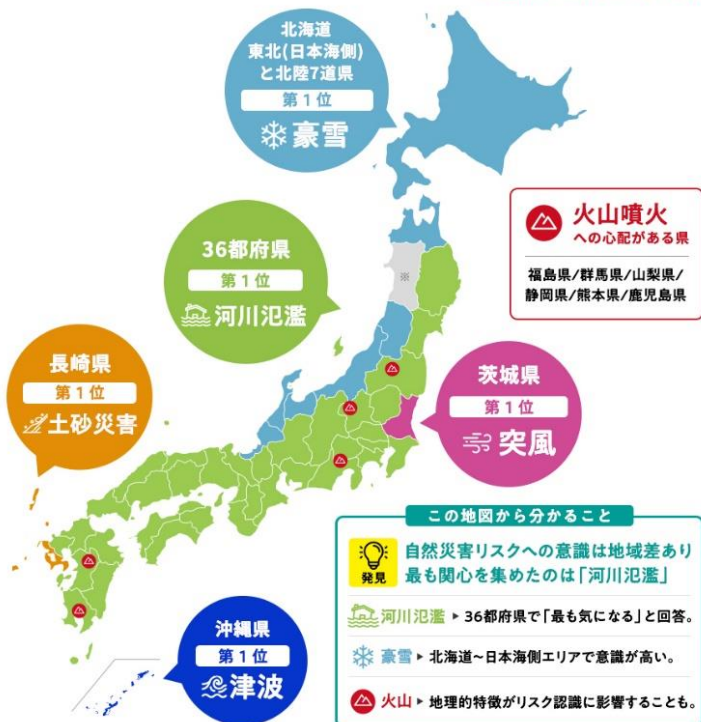 北海道
東北(日本海側)
と北陸7道県
第1位
豪雪
36都府県
第1位
河川氾濫
火山噴火
への心配がある県
福島県/群馬県/山梨県/
静岡県/熊本県/鹿児島県
長崎県
第1位
土砂災害
茨城県
第1位
突風
沖縄県
第1位
津波
この地図から分かること
発見
自然災害リスクへの意識は地域差あり
最も関心を集めたのは「河川氾濫」
河川氾濫 ▶ 36都府県で「最も気になる」と回答。
豪雪 ▶ 北海道〜日本海側エリアで意識が高い。
火山 ▶ 地理的特徴がリスク認識に影響することも。